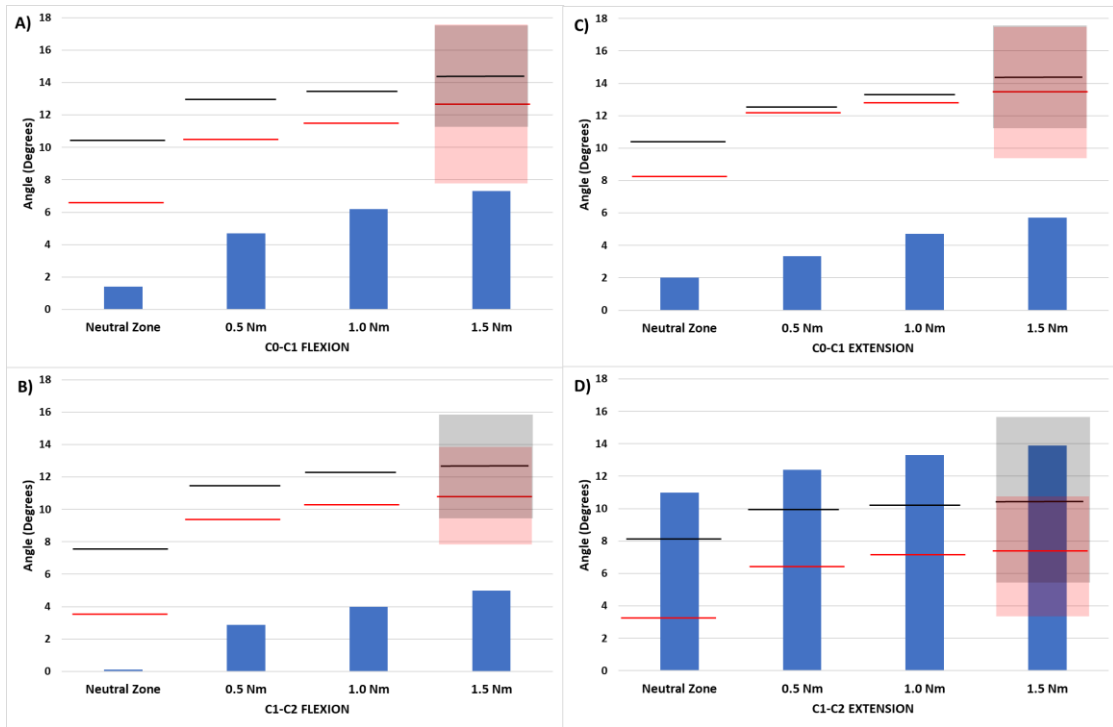 A)
Angle (Degrees)
18
16
14
12
10
8
6
4
2
0
Neutral Zone 0.5 Nm 1.0 Nm 1.5 Nm
C0-C1 FLEXION
B)
Angle (Degrees)
18
16
14
12
10
8
6
4
2
0
Neutral Zone 0.5 Nm 1.0 Nm 1.5 Nm
C1-C2 FLEXION
C)
Angle (Degrees)
18
16
14
12
10
8
6
4
2
0
Neutral Zone 0.5 Nm 1.0 Nm 1.5 Nm
C0-C1 EXTENSION
D)
Angle (Degrees)
18
16
14
12
10
8
6
4
2
0
Neutral Zone 0.5 Nm 1.0 Nm 1.5 Nm
C1-C2 EXTENSION